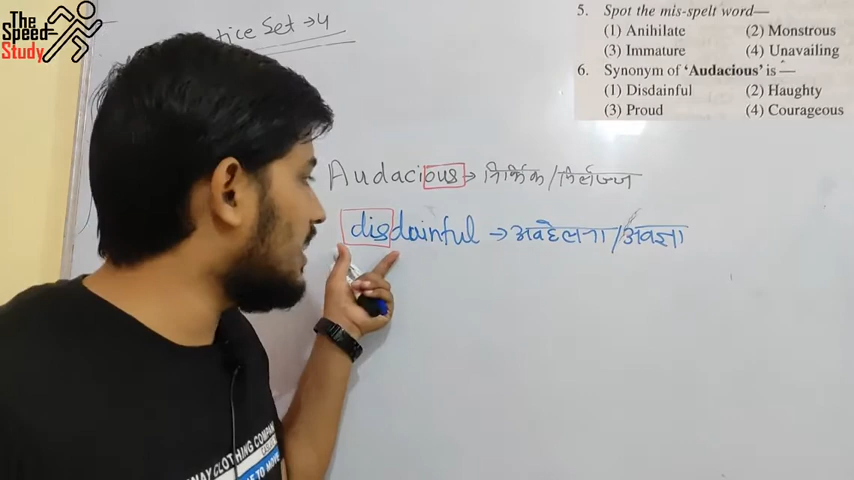 The
Speed
Study
tice Set → 4
5. Spot the mis-spelt word—
(1) Anihilate (2) Monstrous
(3) Immature (4) Unavailing
6. Synonym of 'Audacious' is —
(1) Disdainful (2) Haughty
(3) Proud (4) Courageous
Audacious → निर्भिक / निर्लज्ज
disdainful → अवहेलना / अवज्ञा
CLOTHING COMPANY